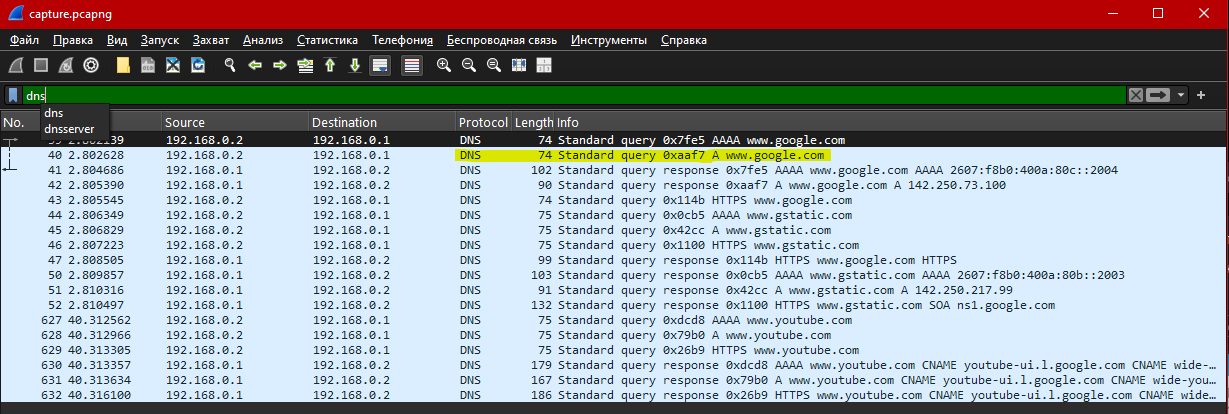 capture.pcapng
Файл Правка Вид Запуск Захват Анализ Статистика Телефония Беспроводная связь Инструменты Справка
dns
dns
dnsserver
No. Source Destination Protocol Length Info
39 2.802139 192.168.0.2 192.168.0.1 DNS 74 Standard query 0x7fe5 AAAA www.google.com
40 2.802628 192.168.0.2 192.168.0.1 DNS 74 Standard query 0xaaf7 A www.google.com
41 2.804686 192.168.0.1 192.168.0.2 DNS 102 Standard query response 0x7fe5 AAAA www.google.com AAAA 2607:f8b0:400a:80c::2004
42 2.805390 192.168.0.1 192.168.0.2 DNS 90 Standard query response 0xaaf7 A www.google.com A 142.250.73.100
43 2.805545 192.168.0.2 192.168.0.1 DNS 74 Standard query 0x114b HTTPS www.google.com
44 2.806349 192.168.0.2 192.168.0.1 DNS 75 Standard query 0x0cb5 AAAA www.gstatic.com
45 2.806829 192.168.0.2 192.168.0.1 DNS 75 Standard query 0x42cc A www.gstatic.com
46 2.807223 192.168.0.2 192.168.0.1 DNS 75 Standard query 0x1100 HTTPS www.gstatic.com
47 2.808505 192.168.0.1 192.168.0.2 DNS 99 Standard query response 0x114b HTTPS www.google.com HTTPS
50 2.809857 192.168.0.1 192.168.0.2 DNS 103 Standard query response 0x0cb5 AAAA www.gstatic.com AAAA 2607:f8b0:400a:80b::2003
51 2.810316 192.168.0.1 192.168.0.2 DNS 91 Standard query response 0x42cc A www.gstatic.com A 142.250.217.99
52 2.810497 192.168.0.1 192.168.0.2 DNS 132 Standard query response 0x1100 HTTPS www.gstatic.com SOA ns1.google.com
627 40.312562 192.168.0.2 192.168.0.1 DNS 75 Standard query 0xdcd8 AAAA www.youtube.com
628 40.312966 192.168.0.2 192.168.0.1 DNS 75 Standard query 0x79b0 A www.youtube.com
629 40.313305 192.168.0.2 192.168.0.1 DNS 75 Standard query 0x26b9 HTTPS www.youtube.com
630 40.313357 192.168.0.1 192.168.0.2 DNS 179 Standard query response 0xdcd8 AAAA www.youtube.com CNAME youtube-ui.l.google.com CNAME wide-…
631 40.313634 192.168.0.1 192.168.0.2 DNS 167 Standard query response 0x79b0 A www.youtube.com CNAME youtube-ui.l.google.com CNAME wide-you…
632 40.316100 192.168.0.1 192.168.0.2 DNS 186 Standard query response 0x26b9 HTTPS www.youtube.com CNAME youtube-ui.l.google.com CNAME wide-…